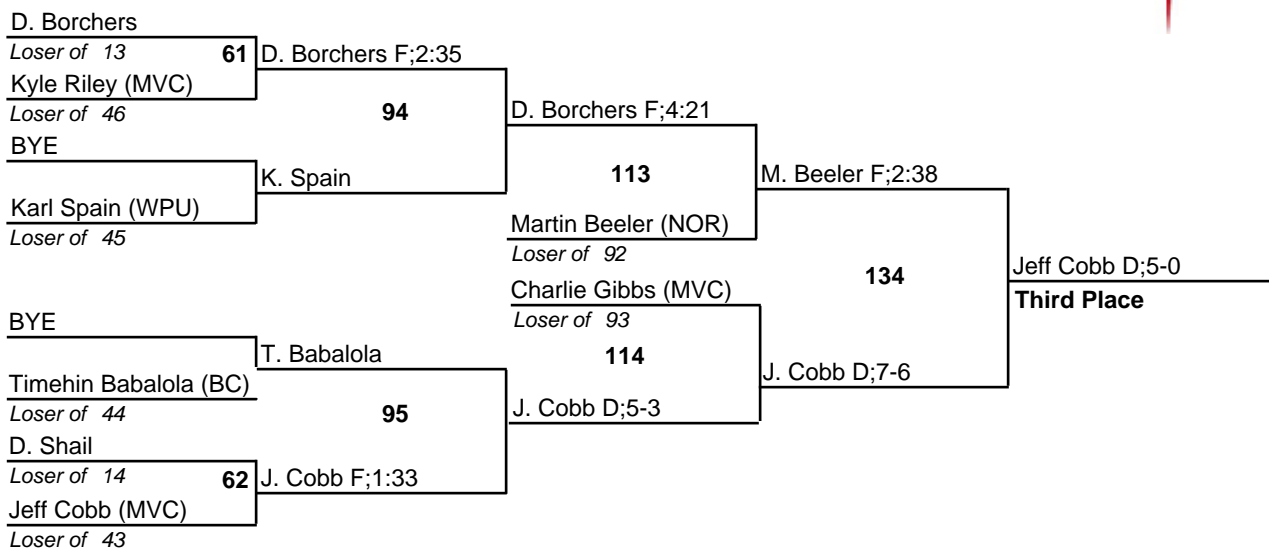 D. Borchers
Loser of 13
61
D. Borchers F;2:35
Kyle Riley (MVC)
Loser of 46
94
D. Borchers F;4:21
BYE
K. Spain
113
M. Beeler F;2:38
Karl Spain (WPU)
Loser of 45
Martin Beeler (NOR)
Loser of 92
134
Jeff Cobb D;5-0
Third Place
Charlie Gibbs (MVC)
Loser of 93
BYE
T. Babalola
114
J. Cobb D;7-6
Timehin Babalola (BC)
Loser of 44
95
J. Cobb D;5-3
D. Shail
Loser of 14
62
J. Cobb F;1:33
Jeff Cobb (MVC)
Loser of 43